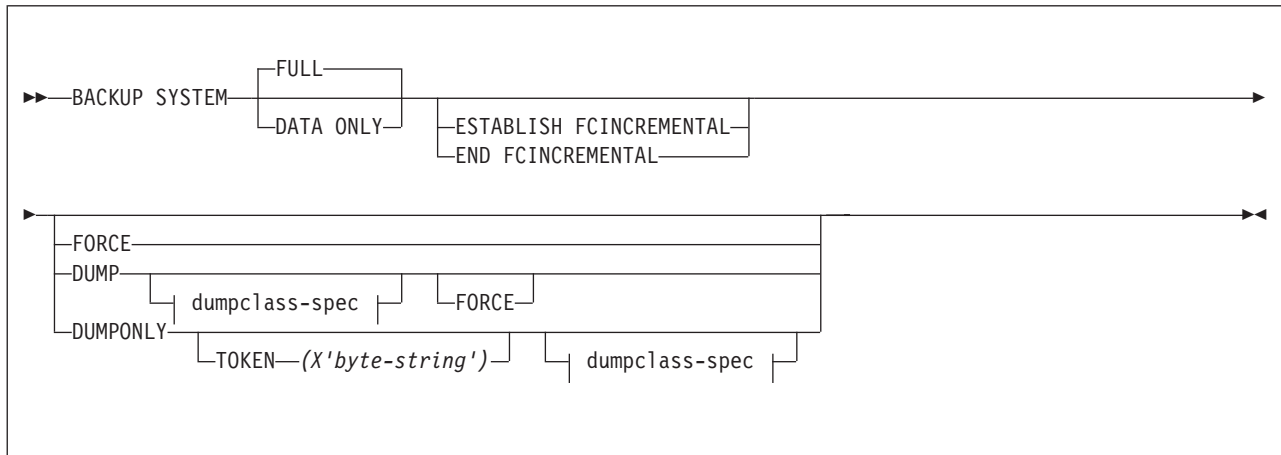 FULL
BACKUP SYSTEM
DATA ONLY
ESTABLISH FCINCREMENTAL
END FCINCREMENTAL
FORCE
DUMP
dumpclass-spec
FORCE
DUMPONLY
TOKEN (X'byte-string')
dumpclass-spec